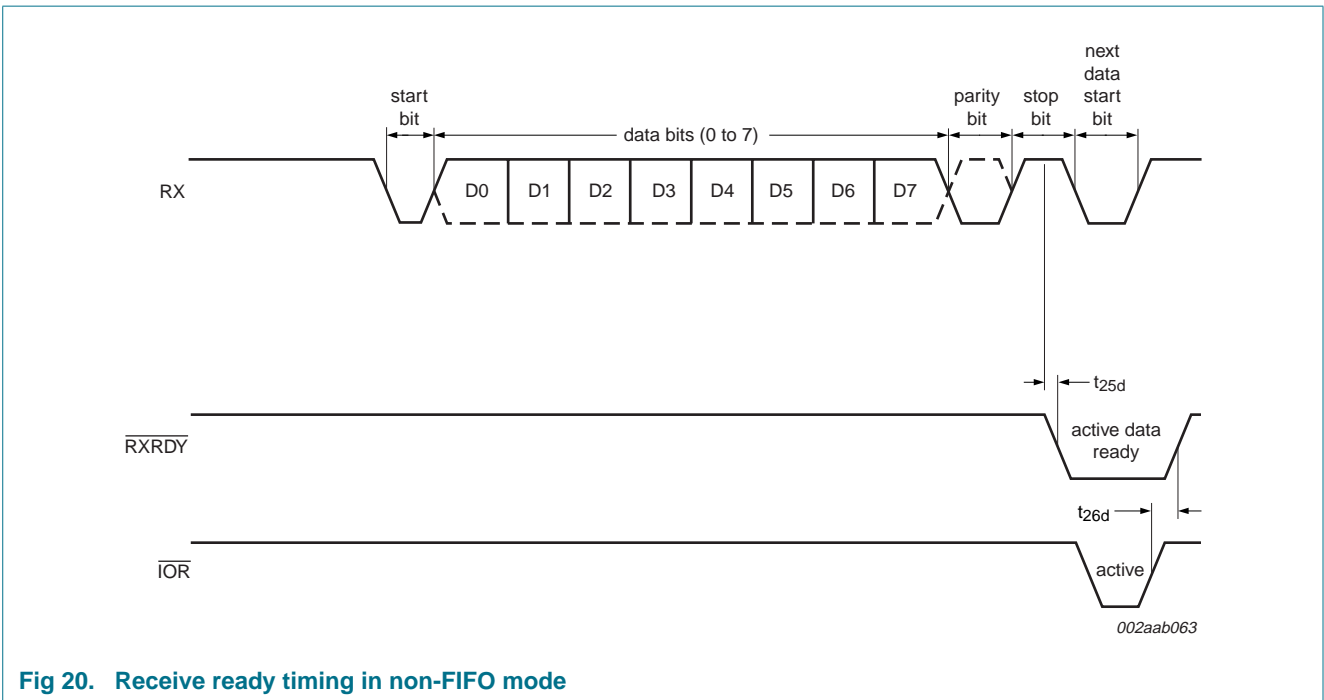 start
bit
data bits (0 to 7)
parity
bit
stop
bit
next
data
start
bit
RX
D0 D1 D2 D3 D4 D5 D6 D7
t25d
RXRDY
active data
ready
t26d
IOR
active
002aab063
Fig 20. Receive ready timing in non-FIFO mode